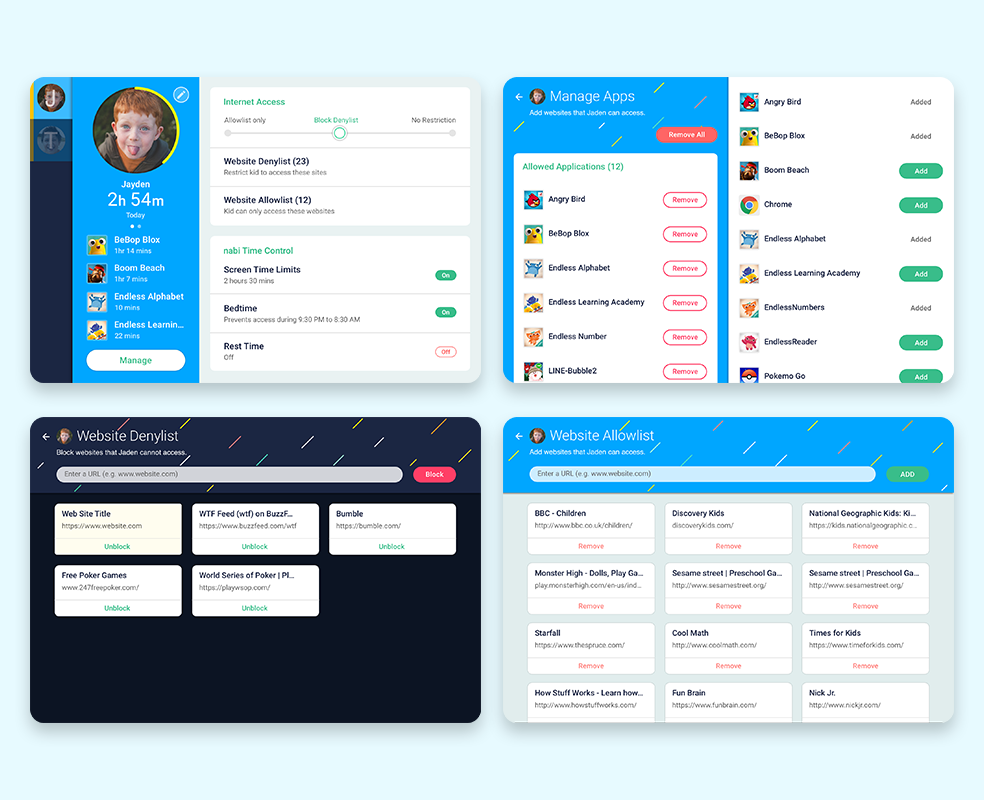 J
T
Jayden
2h 54m
Today
BeBop Blox
1hr 14 mins
Boom Beach
1hr 7 mins
Endless Alphabet
10 mins
Endless Learnin...
22 mins
Manage
Internet Access
Allowlist only
Block Denylist
No Restriction
Website Denylist (23)
Restrict kid to access these sites
Website Allowlist (12)
Kid can only access these websites
nabi Time Control
Screen Time Limits
2 hours 30 mins
On
Bedtime
Prevents access during 9:30 PM to 8:30 AM
On
Rest Time
Off
Off
Manage Apps
Add websites that Jaden can access.
Remove All
Allowed Applications (12)
Angry Bird
Remove
BeBop Blox
Remove
Endless Alphabet
Remove
Endless Learning Academy
Remove
Endless Number
Remove
LINE-Bubble2
Remove
Angry Bird
Added
BeBop Blox
Added
Boom Beach
Add
Chrome
Add
Endless Alphabet
Added
Endless Learning Academy
Add
EndlessNumbers
Added
EndlessReader
Add
Pokemo Go
Add
Website Denylist
Block websites that Jaden cannot access.
Enter a URL (e.g. www.website.com)
Block
Web Site Title
https://www.website.com
Unblock
WTF Feed (wtf) on BuzzF...
https://www.buzzfeed.com/wtf
Unblock
Bumble
https://bumble.com/
Unblock
Free Poker Games
www.247freepoker.com/
Unblock
World Series of Poker | Pl...
https://playwsop.com/
Unblock
Website Allowlist
Add websites that Jaden can access.
Enter a URL (e.g. www.website.com)
ADD
BBC - Children
http://www.bbc.co.uk/children/
Remove
Discovery Kids
discoverykids.com/
Remove
National Geographic Kids: Ki...
https://kids.nationalgeographic.c...
Remove
Monster High - Dolls, Play Ga...
play.monsterhigh.com/en-us/ind...
Remove
Sesame street | Preschool Ga...
http://www.sesamestreet.org/
Remove
Sesame street | Preschool Ga...
http://www.sesamestreet.org/
Remove
Starfall
https://www.thespruce.com/
Remove
Cool Math
http://www.coolmath.com/
Remove
Times for Kids
https://www.timeforkids.com/
Remove
How Stuff Works - Learn how...
http://www.howstuffworks.com/
Fun Brain
https://www.funbrain.com/
Nick Jr.
http://www.nickjr.com/